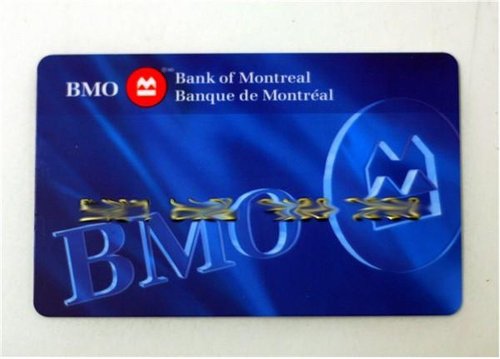 BMO Bank of Montreal
Banque de Montréal
BMO